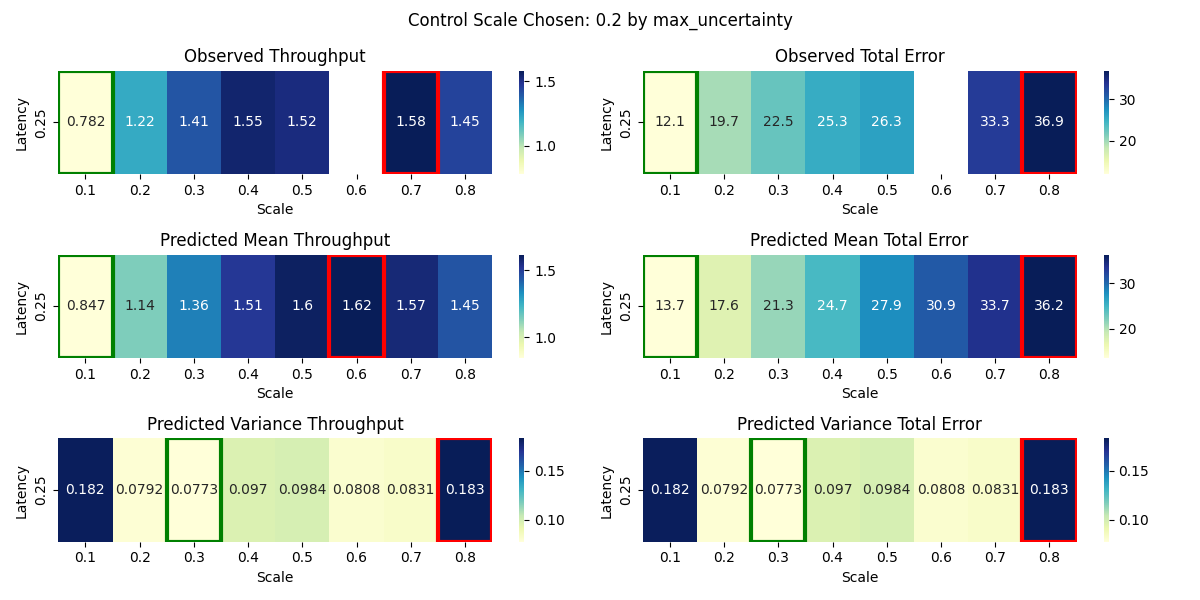 Control Scale Chosen: 0.2 by max_uncertainty
Observed Throughput
Latency
0.25
0.782 1.22 1.41 1.55 1.52 1.58 1.45
0.1 0.2 0.3 0.4 0.5 0.6 0.7 0.8
Scale
1.5
1.0
Observed Total Error
Latency
0.25
12.1 19.7 22.5 25.3 26.3 33.3 36.9
0.1 0.2 0.3 0.4 0.5 0.6 0.7 0.8
Scale
30
20
Predicted Mean Throughput
Latency
0.25
0.847 1.14 1.36 1.51 1.6 1.62 1.57 1.45
0.1 0.2 0.3 0.4 0.5 0.6 0.7 0.8
Scale
1.5
1.0
Predicted Mean Total Error
Latency
0.25
13.7 17.6 21.3 24.7 27.9 30.9 33.7 36.2
0.1 0.2 0.3 0.4 0.5 0.6 0.7 0.8
Scale
30
20
Predicted Variance Throughput
Latency
0.25
0.182 0.0792 0.0773 0.097 0.0984 0.0808 0.0831 0.183
0.1 0.2 0.3 0.4 0.5 0.6 0.7 0.8
Scale
0.15
0.10
Predicted Variance Total Error
Latency
0.25
0.182 0.0792 0.0773 0.097 0.0984 0.0808 0.0831 0.183
0.1 0.2 0.3 0.4 0.5 0.6 0.7 0.8
Scale
0.15
0.10